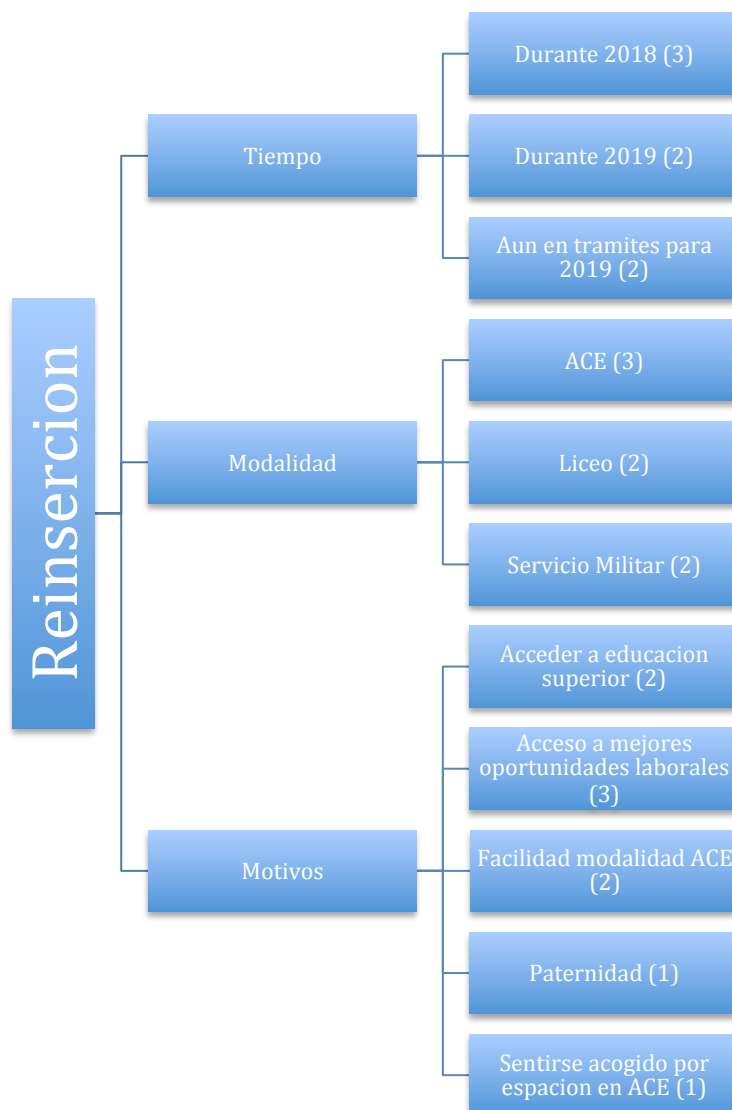 Reinsercion
Tiempo
Durante 2018 (3)
Durante 2019 (2)
Aun en tramites para
2019 (2)
Modalidad
ACE (3)
Liceo (2)
Servicio Militar (2)
Motivos
Acceder a educacion
superior (2)
Acceso a mejores
oportunidades laborales
(3)
Facilidad modalidad ACE
(2)
Paternidad (1)
Sentirse acogido por
espacion en ACE (1)